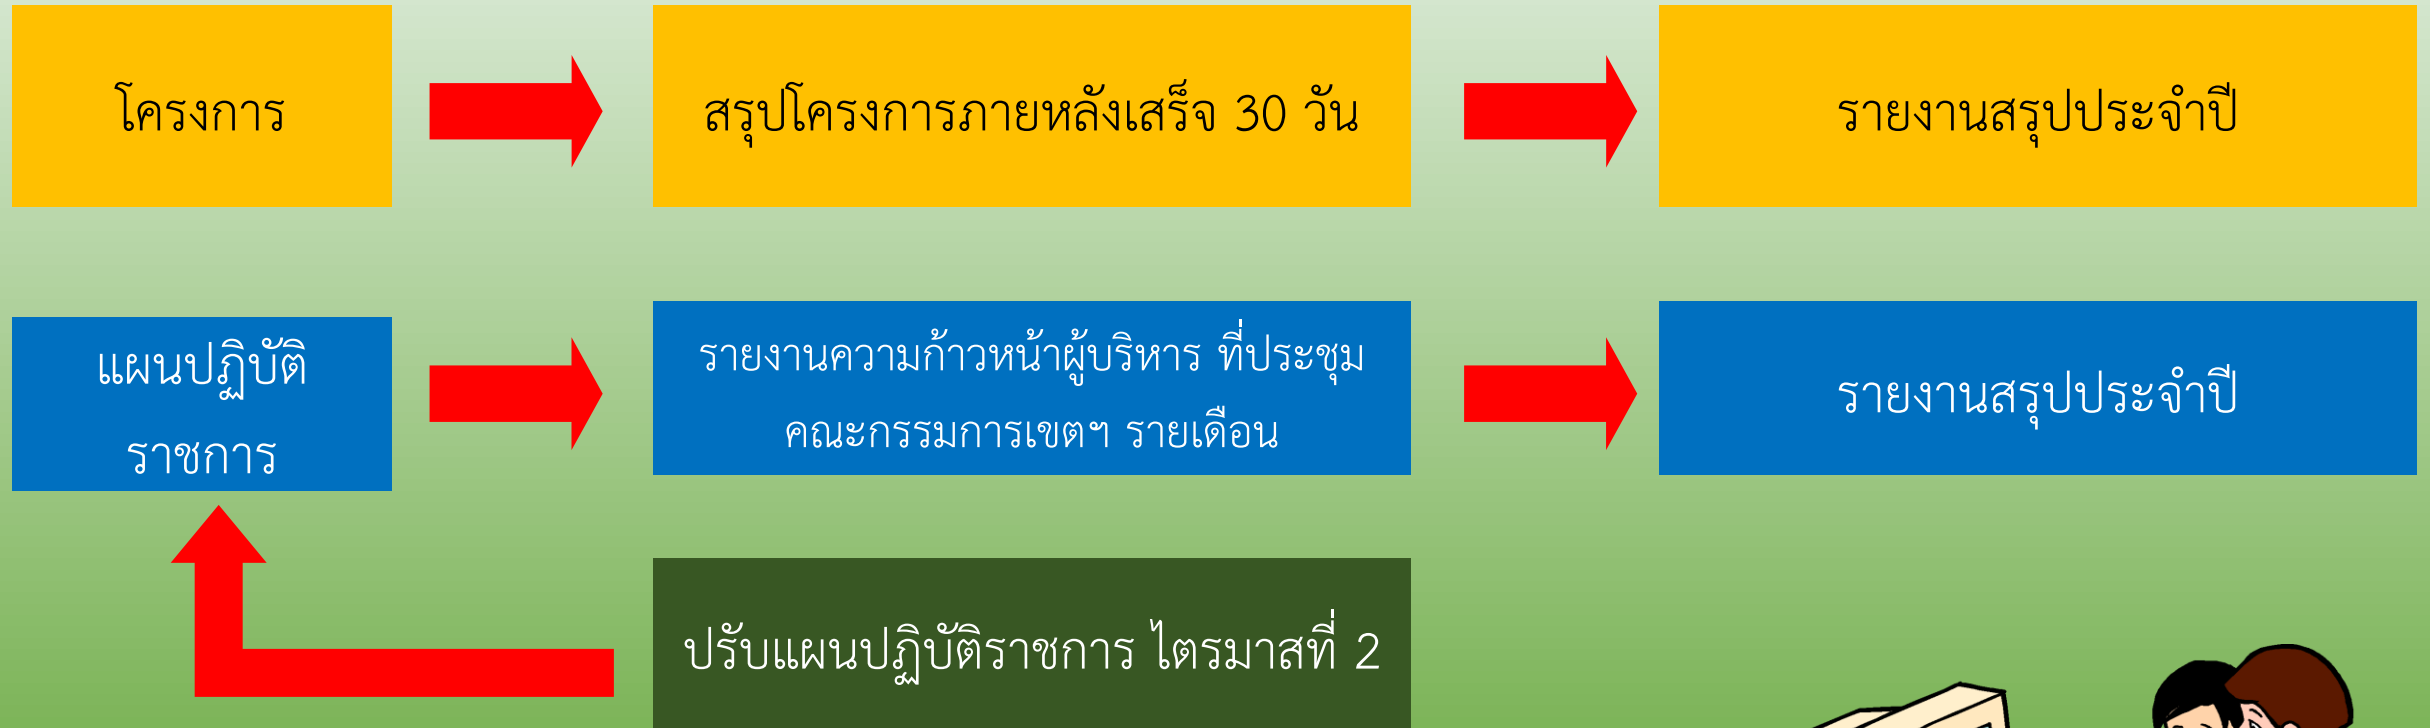 โครงการ
สรุปโครงการภายหลังเสร็จ 30 วัน
รายงานสรุปประจำปี
แผนปฏิบัติ
ราชการ
รายงานความก้าวหน้าผู้บริหาร ที่ประชุม
คณะกรรมการเขตฯ รายเดือน
รายงานสรุปประจำปี
ปรับแผนปฏิบัติราชการ ไตรมาสที่ 2